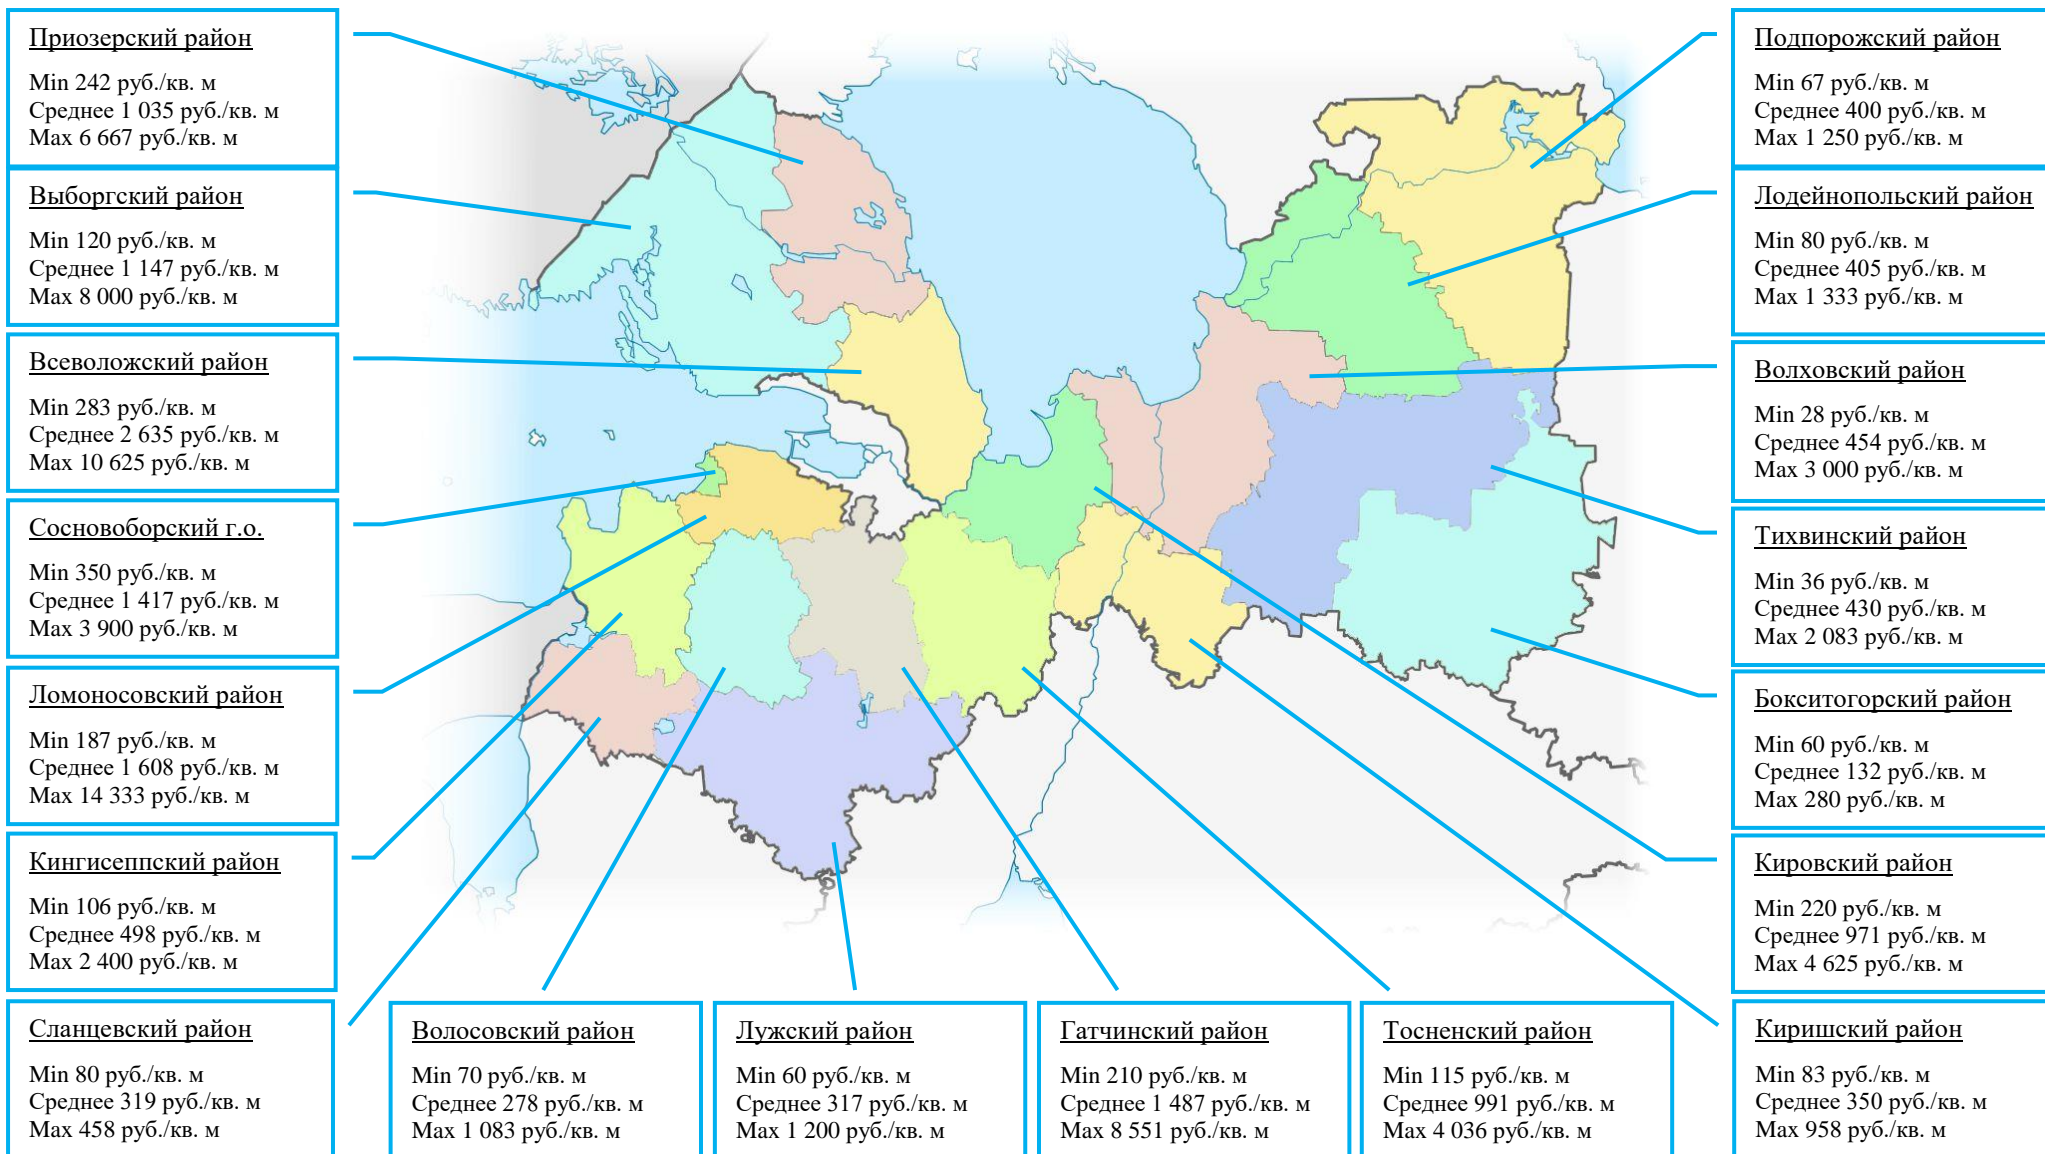 Приозерский район
Min 242 руб./кв. м
Среднее 1 035 руб./кв. м
Max 6 667 руб./кв. м
Выборгский район
Min 120 руб./кв. м
Среднее 1 147 руб./кв. м
Max 8 000 руб./кв. м
Всеволожский район
Min 283 руб./кв. м
Среднее 2 635 руб./кв. м
Max 10 625 руб./кв. м
Сосновоборский г.о.
Min 350 руб./кв. м
Среднее 1 417 руб./кв. м
Max 3 900 руб./кв. м
Ломоносовский район
Min 187 руб./кв. м
Среднее 1 608 руб./кв. м
Max 14 333 руб./кв. м
Кингисеппский район
Min 106 руб./кв. м
Среднее 498 руб./кв. м
Max 2 400 руб./кв. м
Сланцевский район
Min 80 руб./кв. м
Среднее 319 руб./кв. м
Max 458 руб./кв. м
Волосовский район
Min 70 руб./кв. м
Среднее 278 руб./кв. м
Max 1 083 руб./кв. м
Лужский район
Min 60 руб./кв. м
Среднее 317 руб./кв. м
Max 1 200 руб./кв. м
Гатчинский район
Min 210 руб./кв. м
Среднее 1 487 руб./кв. м
Max 8 551 руб./кв. м
Тосненский район
Min 115 руб./кв. м
Среднее 991 руб./кв. м
Max 4 036 руб./кв. м
Подпорожский район
Min 67 руб./кв. м
Среднее 400 руб./кв. м
Max 1 250 руб./кв. м
Лодейнопольский район
Min 80 руб./кв. м
Среднее 405 руб./кв. м
Max 1 333 руб./кв. м
Волховский район
Min 28 руб./кв. м
Среднее 454 руб./кв. м
Max 3 000 руб./кв. м
Тихвинский район
Min 36 руб./кв. м
Среднее 430 руб./кв. м
Max 2 083 руб./кв. м
Бокситогорский район
Min 60 руб./кв. м
Среднее 132 руб./кв. м
Max 280 руб./кв. м
Кировский район
Min 220 руб./кв. м
Среднее 971 руб./кв. м
Max 4 625 руб./кв. м
Киришский район
Min 83 руб./кв. м
Среднее 350 руб./кв. м
Max 958 руб./кв. м